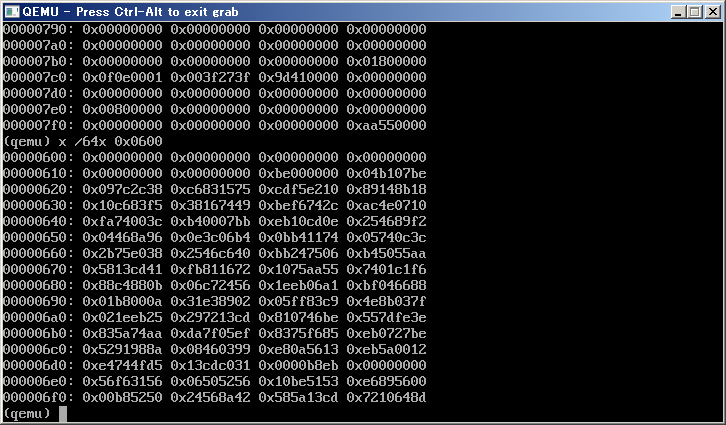 QEMU - Press Ctrl-Alt to exit grab
00000790: 0x00000000 0x00000000 0x00000000 0x00000000
000007a0: 0x00000000 0x00000000 0x00000000 0x00000000
000007b0: 0x00000000 0x00000000 0x00000000 0x01800000
000007c0: 0x0f0e0001 0x003f273f 0x9d410000 0x00000000
000007d0: 0x00000000 0x00000000 0x00000000 0x00000000
000007e0: 0x00800000 0x00000000 0x00000000 0x00000000
000007f0: 0x00000000 0x00000000 0x00000000 0xaa550000
(qemu) x /64x 0x0600
00000600: 0x00000000 0x00000000 0x00000000 0x00000000
00000610: 0x00000000 0x00000000 0xbe000000 0x04b107be
00000620: 0x097c2c38 0xc6831575 0xcdf5e210 0x89148b18
00000630: 0x10c683f5 0x38167449 0xbef6742c 0xac4e0710
00000640: 0xfa74003c 0xb40007bb 0xeb10cd0e 0x254689f2
00000650: 0x04468a96 0x0e3c06b4 0x0bb41174 0x05740c3c
00000660: 0x2b75e038 0x2546c640 0xbb247506 0xb45055aa
00000670: 0x5813cd41 0xfb811672 0x1075aa55 0x7401c1f6
00000680: 0x88c4880b 0x06c72456 0x1eeb06a1 0xbf046688
00000690: 0x01b8000a 0x31e38902 0x05ff83c9 0x4e8b037f
000006a0: 0x021eeb25 0x297213cd 0x810746be 0x557dfe3e
000006b0: 0x835a74aa 0xda7f05ef 0x8375f685 0xeb0727be
000006c0: 0x5291988a 0x08460399 0xe80a5613 0xeb5a0012
000006d0: 0xe4744fd5 0x13cdc031 0x0000b8eb 0x00000000
000006e0: 0x56f63156 0x06505256 0x10be5153 0xe6895600
000006f0: 0x00b85250 0x24568a42 0x585a13cd 0x7210648d
(qemu)